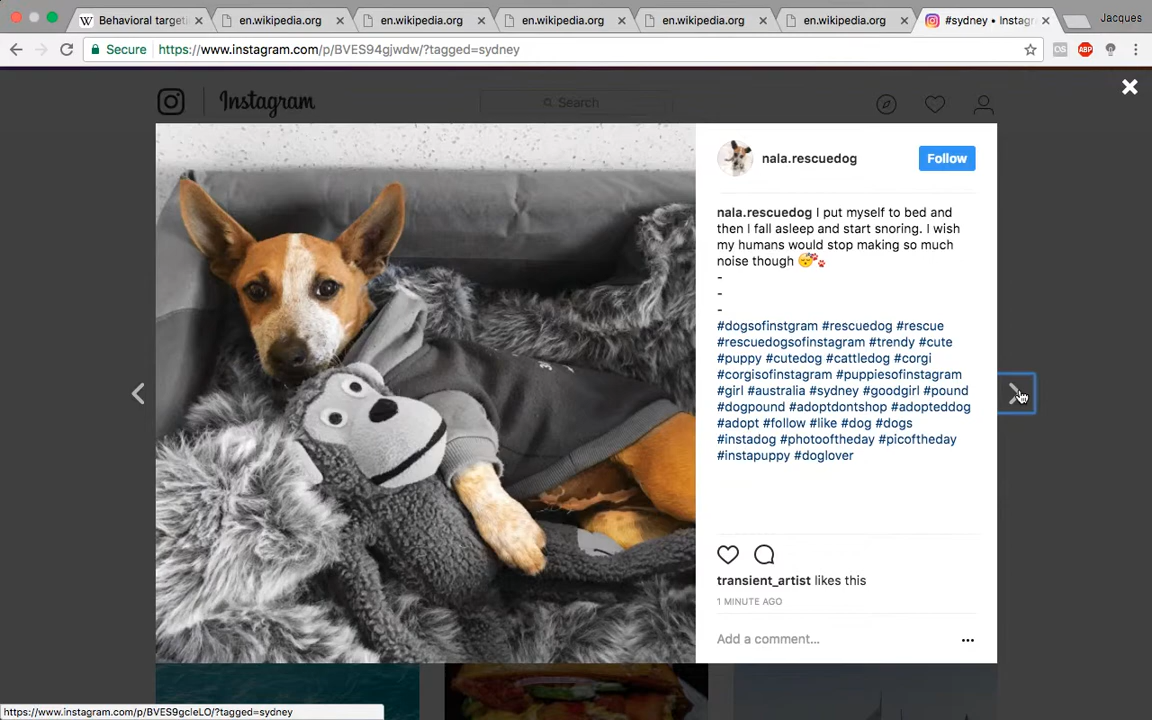 Behavioral targeti
en.wikipedia.org
en.wikipedia.org
en.wikipedia.org
en.wikipedia.org
en.wikipedia.org
#sydney • Instagr
Jacques
Secure
https://www.instagram.com/p/BVES94gjwdw/?tagged=sydney
OS
ABP
Instagram
Search
nala.rescuedog
Follow
nala.rescuedog I put myself to bed and
then I fall asleep and start snoring. I wish
my humans would stop making so much
noise though 😴🐾
-
-
-
#dogsofinstgram #rescuedog #rescue
#rescuedogsofinstagram #trendy #cute
#puppy #cutedog #cattledog #corgi
#corgisofinstagram #puppiesofinstagram
#girl #australia #sydney #goodgirl #pound
#dogpound #adoptdontshop #adopteddog
#adopt #follow #like #dog #dogs
#instadog #photooftheday #picoftheday
#instapuppy #doglover
transient_artist likes this
1 MINUTE AGO
Add a comment...
https://www.instagram.com/p/BVES9gcleLO/?tagged=sydney